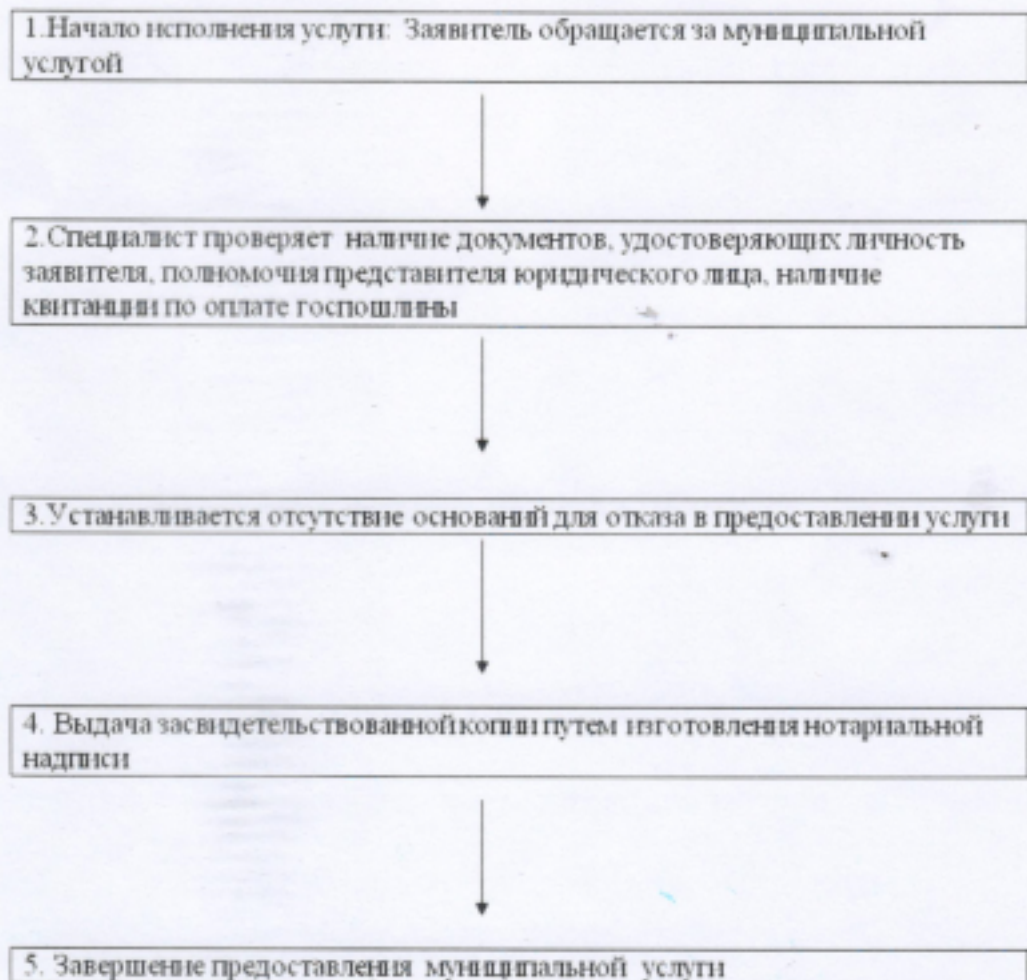 1.Начало исполнения услуги: Заявитель обращается за муниципальной
услугой
2.Специалист проверяет наличие документов, удостоверяющих личность
заявителя, полномочия представителя юридического лица, наличие
квитанции по оплате госпошлины
3.Устанавливается отсутствие оснований для отказа в предоставлении услуги
4. Выдача засвидетельствованной копии путем изготовления нотариальной
надписи
5. Завершение предоставления муниципальной услуги